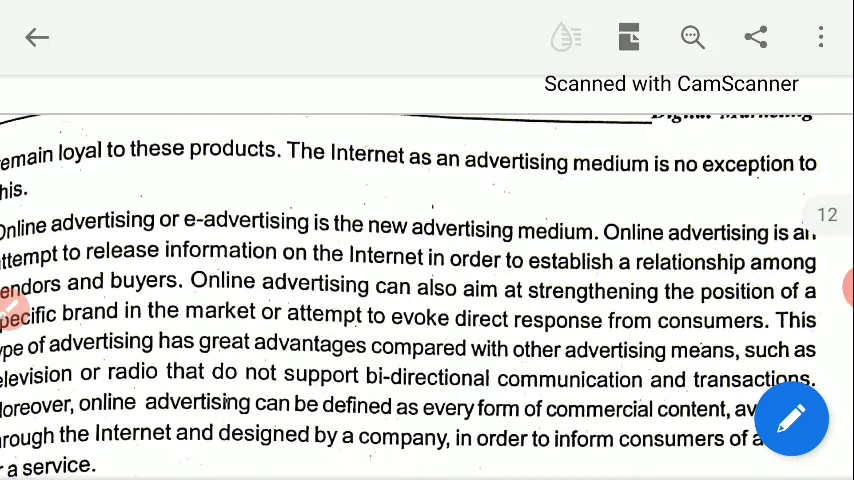 Scanned with CamScanner
Digital Marketing
emain loyal to these products. The Internet as an advertising medium is no exception to
his.
12
Online advertising or e-advertising is the new advertising medium. Online advertising is an
ttempt to release information on the Internet in order to establish a relationship among
endors and buyers. Online advertising can also aim at strengthening the position of a
pecific brand in the market or attempt to evoke direct response from consumers. This
ype of advertising has great advantages compared with other advertising means, such as
elevision or radio that do not support bi-directional communication and transactions.
Moreover, online advertising can be defined as every form of commercial content, av
hrough the Internet and designed by a company, in order to inform consumers of a
r a service.